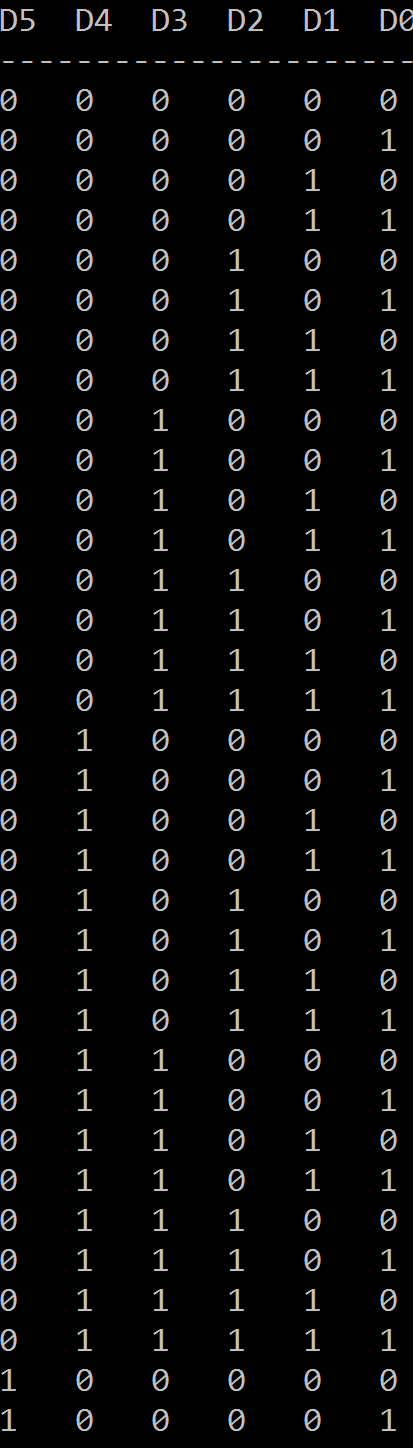 D5 D4 D3 D2 D1 D0
----------------------
0 0 0 0 0 0
0 0 0 0 0 1
0 0 0 0 1 0
0 0 0 0 1 1
0 0 0 1 0 0
0 0 0 1 0 1
0 0 0 1 1 0
0 0 0 1 1 1
0 0 1 0 0 0
0 0 1 0 0 1
0 0 1 0 1 0
0 0 1 0 1 1
0 0 1 1 0 0
0 0 1 1 0 1
0 0 1 1 1 0
0 0 1 1 1 1
0 1 0 0 0 0
0 1 0 0 0 1
0 1 0 0 1 0
0 1 0 0 1 1
0 1 0 1 0 0
0 1 0 1 0 1
0 1 0 1 1 0
0 1 0 1 1 1
0 1 1 0 0 0
0 1 1 0 0 1
0 1 1 0 1 0
0 1 1 0 1 1
0 1 1 1 0 0
0 1 1 1 0 1
0 1 1 1 1 0
0 1 1 1 1 1
1 0 0 0 0 0
1 0 0 0 0 1